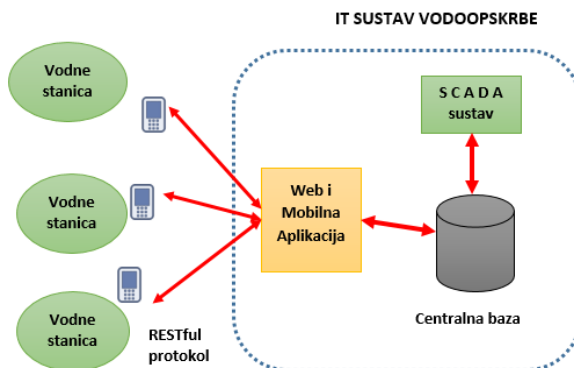 IT SUSTAV VODOOPSKRBE
Vodne
stanica
S C A D A
sustav
Vodne
stanica
Web i
Mobilna
Aplikacija
Vodne
stanica
RESTful
protokol
Centralna baza